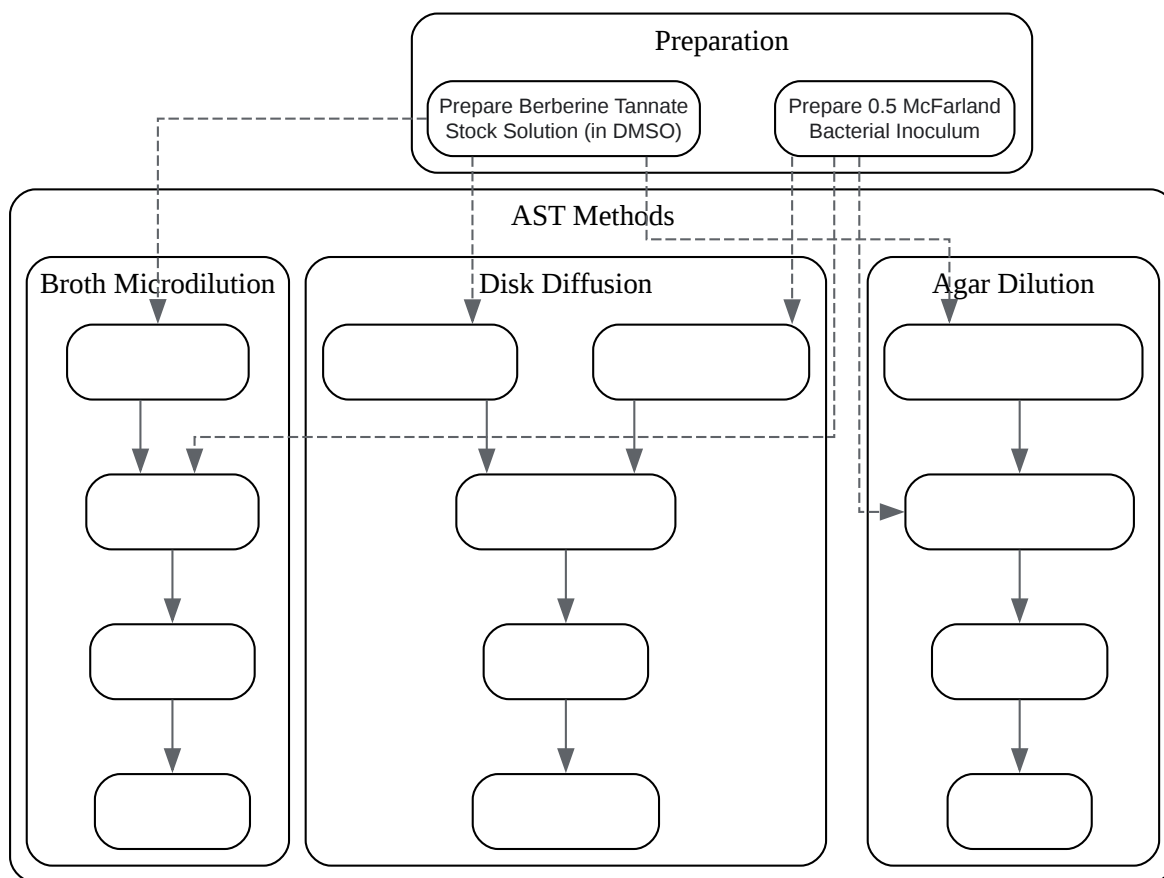 Preparation
Prepare Berberine Tannate
Stock Solution (in DMSO)
Prepare 0.5 McFarland
Bacterial Inoculum
AST Methods
Broth Microdilution
Disk Diffusion
Agar Dilution